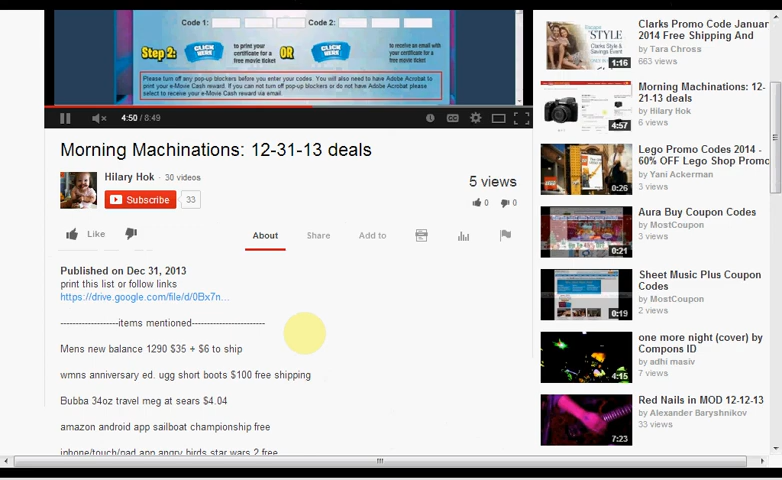 Code 1:
Code 2:
Step 2:
CLICK HERE
to print your
certificate for a
free movie ticket
OR
CLICK HERE
to receive an email with
your certificate for a
free movie ticket
Please turn off any pop-up blockers before you enter your codes. You will also need to have Adobe Acrobat to
print your e-Movie Cash reward. If you can not turn off pop-up blockers or do not have Adobe Acrobat please
select to receive your e-Movie Cash reward via email.
4:50 / 8:49
Morning Machinations: 12-31-13 deals
Hilary Hok · 30 videos
Subscribe 33
5 views
0 0
Like
About Share Add to
Published on Dec 31, 2013
print this list or follow links
https://drive.google.com/file/d/0Bx7n...
-------------------items mentioned------------------------
Mens new balance 1290 $35 + $6 to ship
wmns anniversary ed. ugg short boots $100 free shipping
Bubba 34oz travel meg at sears $4.04
amazon android app sailboat championship free
iphone/touch/pad app angry birds star wars 2 free
STYLE
Clarks Style &
Savings Event
1:16
Clarks Promo Code Januar
2014 Free Shipping And
by Tara Chross
663 views
4:57
Morning Machinations: 12-
21-13 deals
by Hilary Hok
6 views
0:26
Lego Promo Codes 2014 -
60% OFF Lego Shop Promo
by Yani Ackerman
3 views
0:21
Aura Buy Coupon Codes
by MostCoupon
3 views
0:19
Sheet Music Plus Coupon
Codes
by MostCoupon
2 views
4:15
one more night (cover) by
Compons ID
by adhi masiv
7 views
7:23
Red Nails in MOD 12-12-13
by Alexander Baryshnikov
33 views